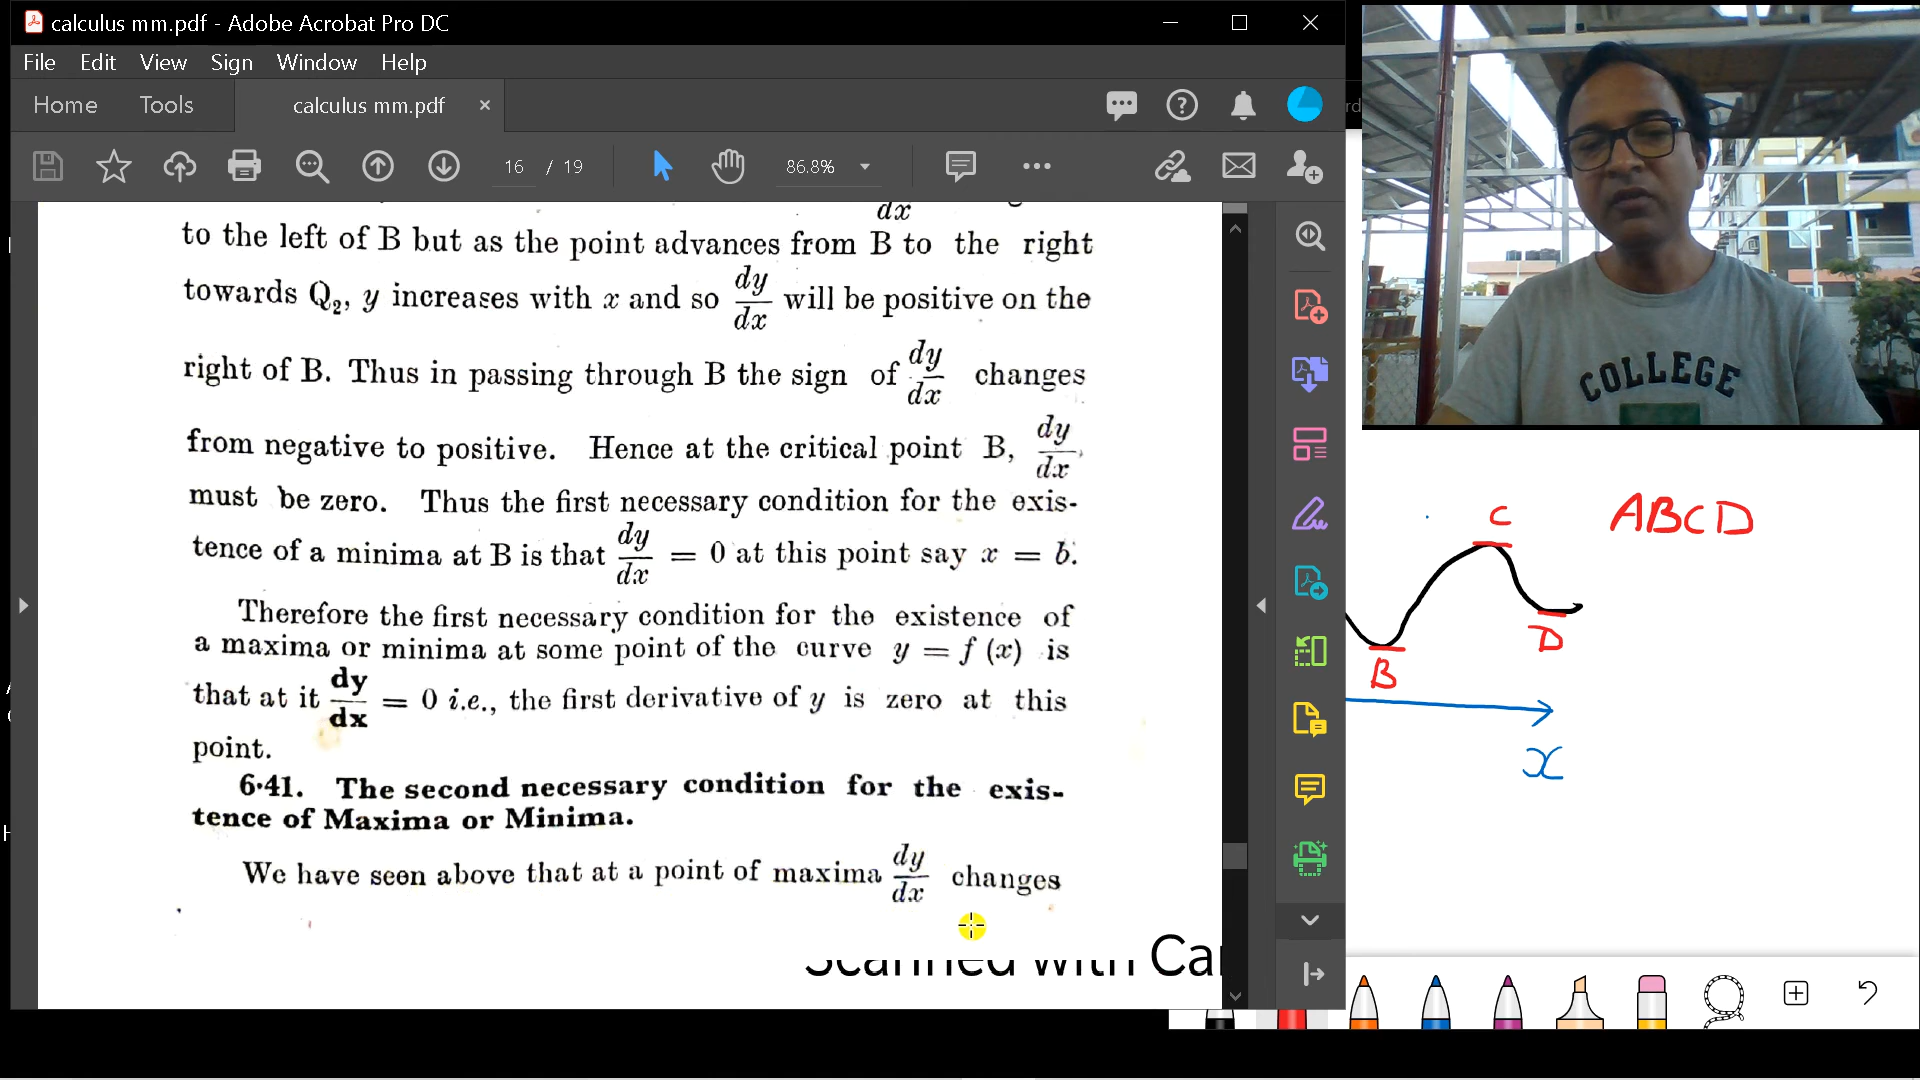 calculus mm.pdf - Adobe Acrobat Pro DC
File Edit View Sign Window Help
Home Tools calculus mm.pdf ×
16 / 19 86.8%
dx
to the left of B but as the point advances from B to the right
towards Q₂, y increases with x and so dy/dx will be positive on the
right of B. Thus in passing through B the sign of dy/dx changes
from negative to positive. Hence at the critical point B, dy/dx
must be zero. Thus the first necessary condition for the exis-
tence of a minima at B is that dy/dx = 0 at this point say x = b.
Therefore the first necessary condition for the existence of
a maxima or minima at some point of the curve y = f (x) is
that at it dy/dx = 0 i.e., the first derivative of y is zero at this
point.
6·41. The second necessary condition for the exis-
tence of Maxima or Minima.
We have seen above that at a point of maxima dy/dx changes
Scanned with Ca
COLLEGE
C
ABCD
B
D
x